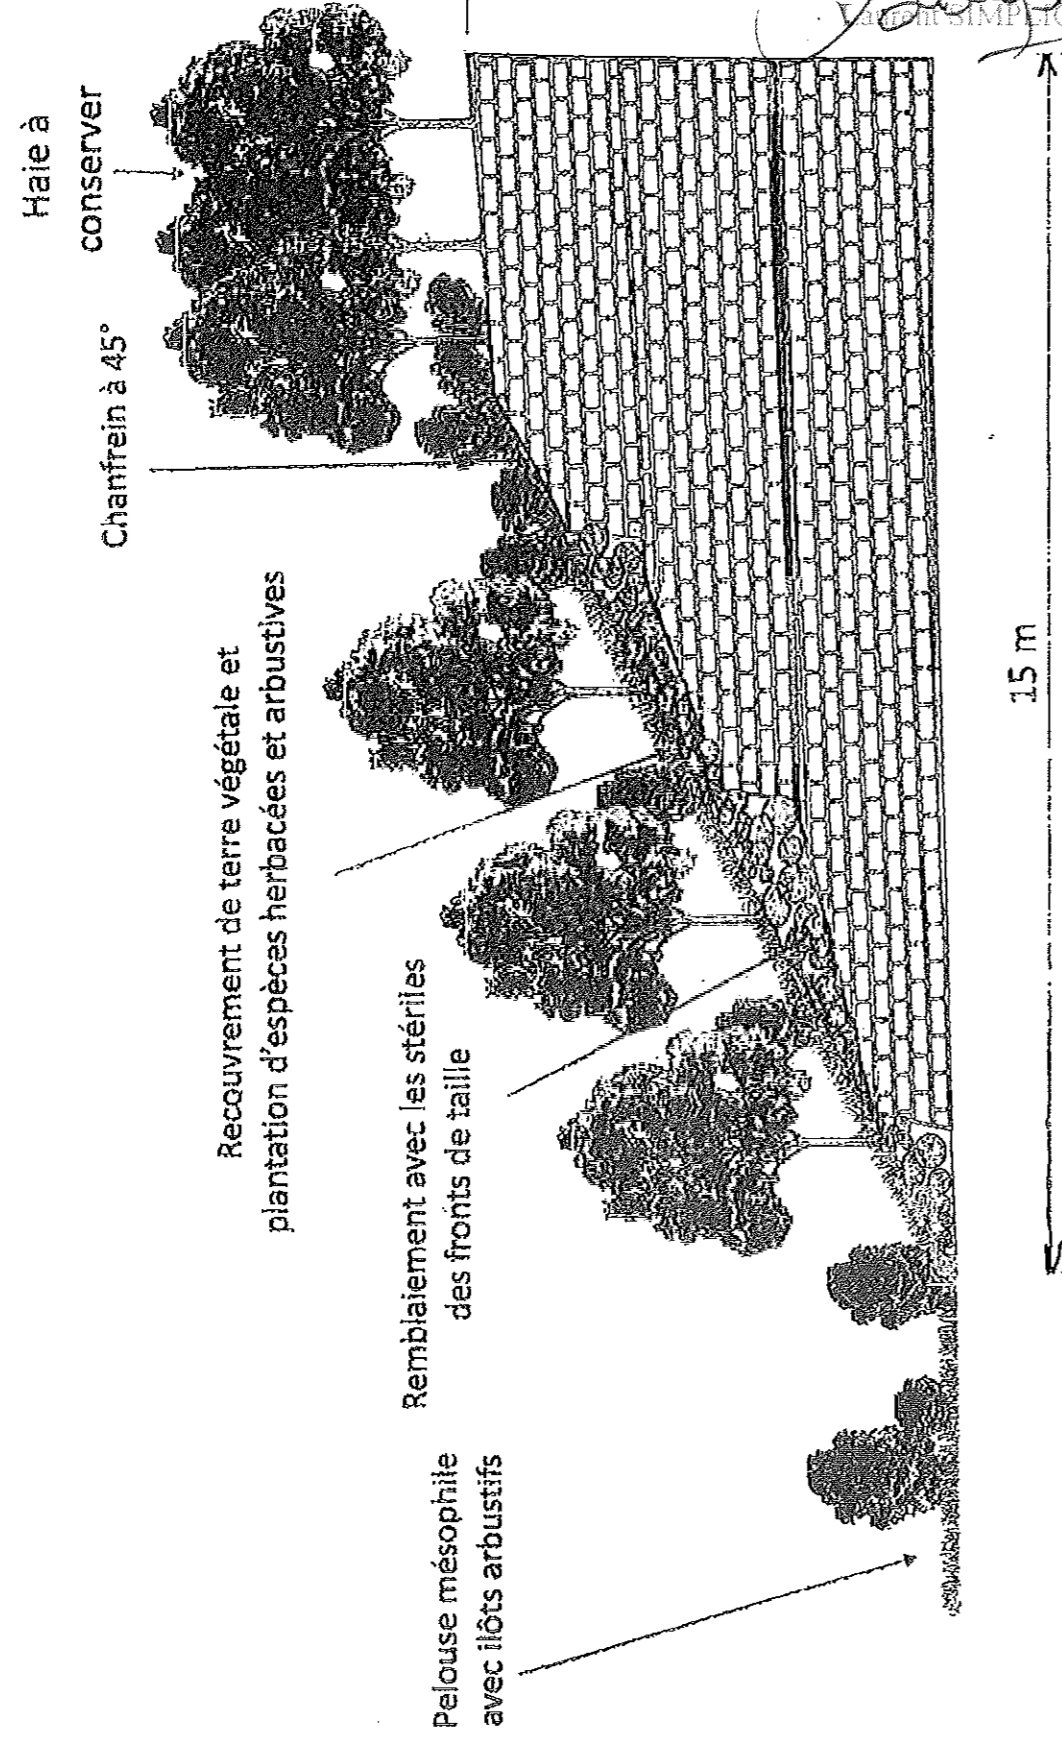 Haie à
conserver
Chanfrein à 45°
Recouvrement de terre végétale et
plantation d'espèces herbacées et arbustives
Remblaiement avec les stériles
des fronts de taille
Pelouse mésophile
avec ilôts arbustifs
15 m
Laurent